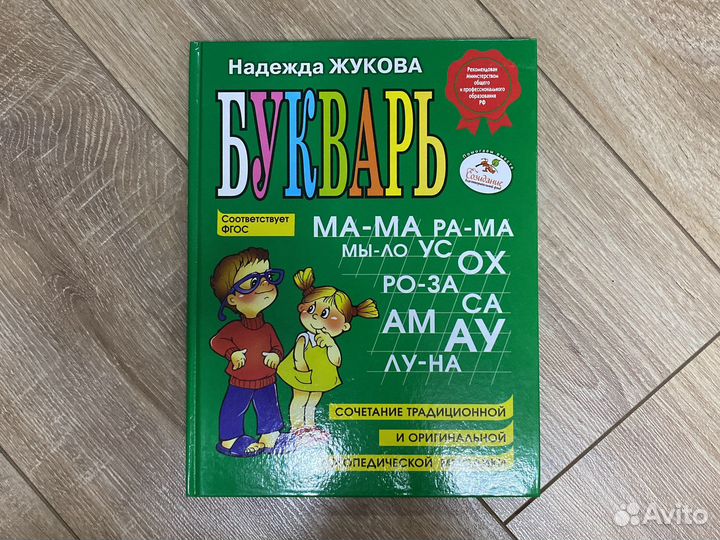 Надежда ЖУКОВА
Рекомендован
Министерством
общего
и профессионального
образования
РФ
БУКВАРЬ
Созидание
Соответствует
ФГОС
МА-МА РА-МА
МЫ-ЛО УС ОХ
РО-ЗА
СА
АМ АУ
ЛУ-НА
СОЧЕТАНИЕ ТРАДИЦИОННОЙ
И ОРИГИНАЛЬНОЙ
Avito